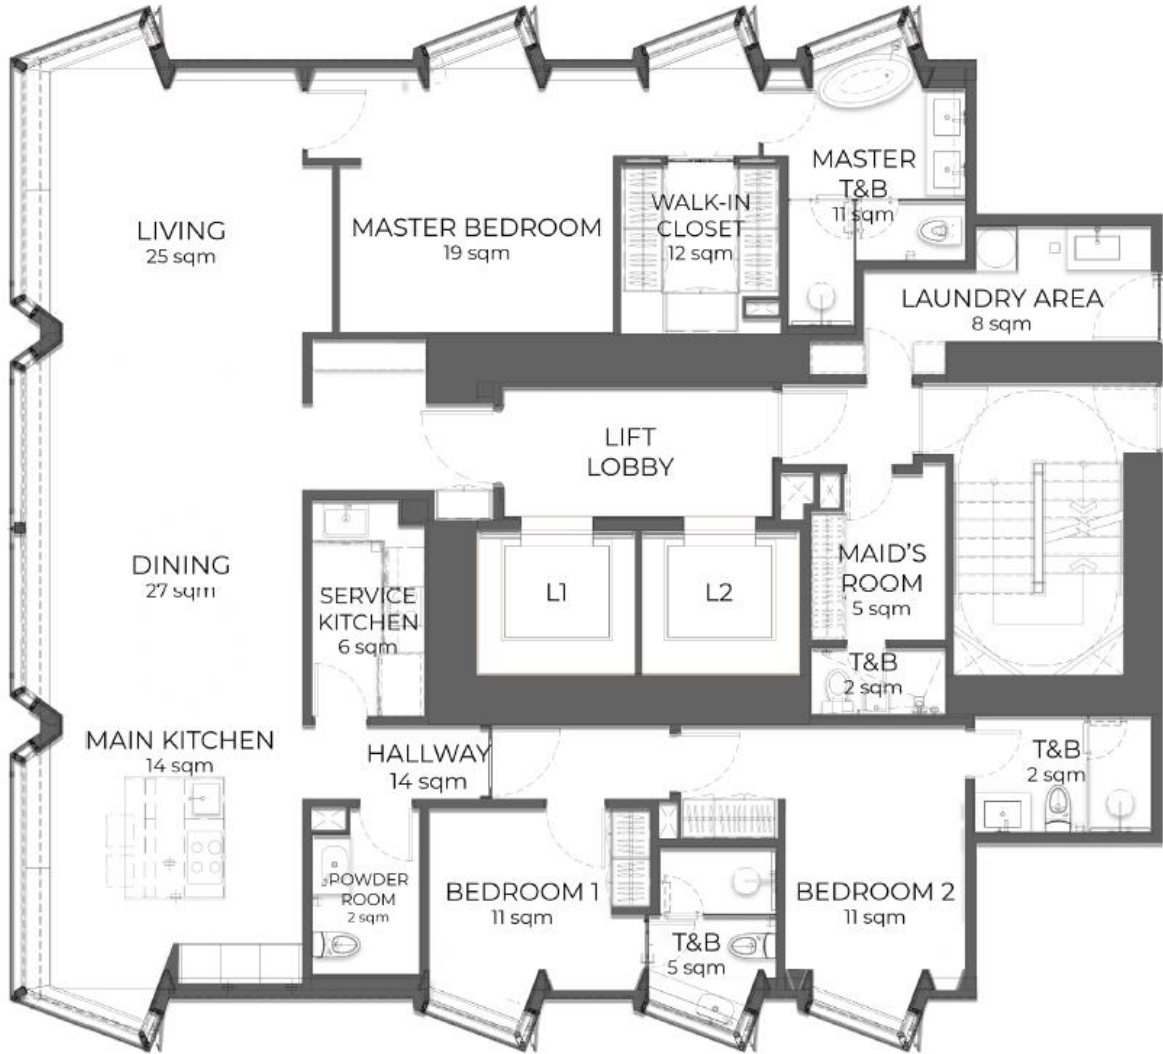 LIVING
25 sqm
MASTER BEDROOM
19 sqm
WALK-IN
CLOSET
12 sqm
MASTER
T&B
11 sqm
LAUNDRY AREA
8 sqm
LIFT
LOBBY
DINING
27 sqm
SERVICE
KITCHEN
6 sqm
L1
L2
MAID'S
ROOM
5 sqm
T&B
2 sqm
MAIN KITCHEN
14 sqm
HALLWAY
14 sqm
T&B
2 sqm
POWDER
ROOM
2 sqm
BEDROOM 1
11 sqm
T&B
5 sqm
BEDROOM 2
11 sqm